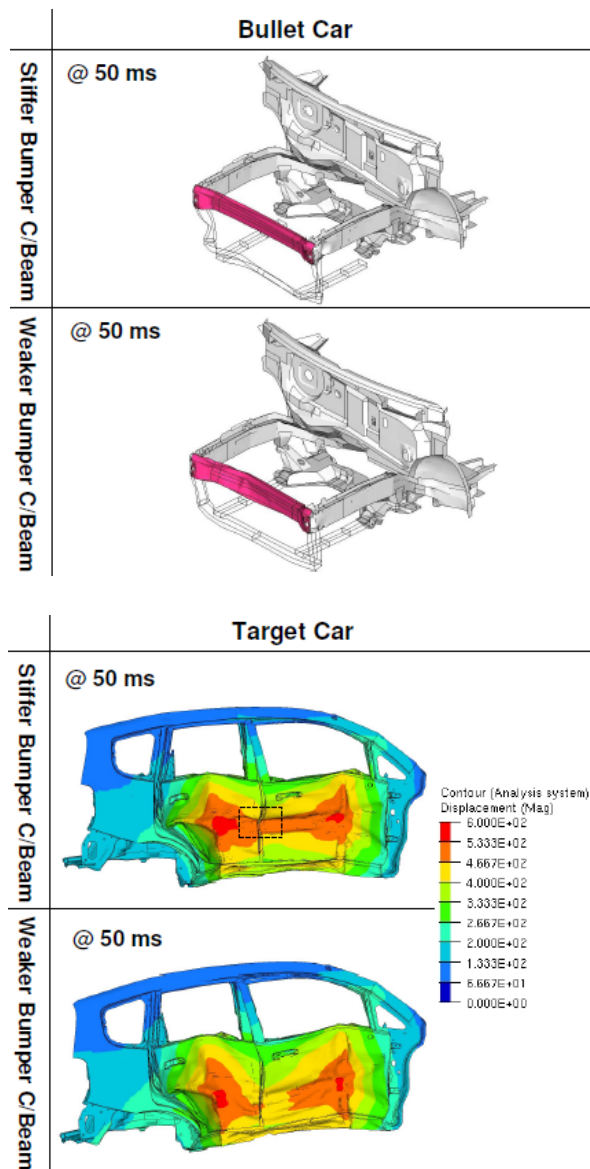 Bullet Car
Stiffer Bumper C/Beam
@ 50 ms
Weaker Bumper C/Beam
@ 50 ms
Target Car
Stiffer Bumper C/Beam
@ 50 ms
Contour (Analysis system)
Displacement (Mag)
6.000E+02
5.333E+02
4.667E+02
4.000E+02
3.333E+02
2.667E+02
2.000E+02
1.333E+02
6.667E+01
0.000E+00
Weaker Bumper C/Beam
@ 50 ms